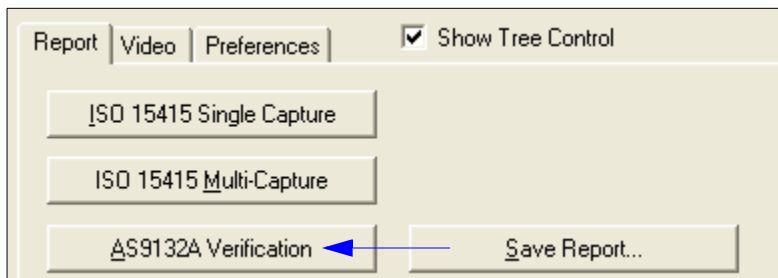 Report Video Preferences Show Tree Control
ISO 15415 Single Capture
ISO 15415 Multi-Capture
AS9132A Verification Save Report...